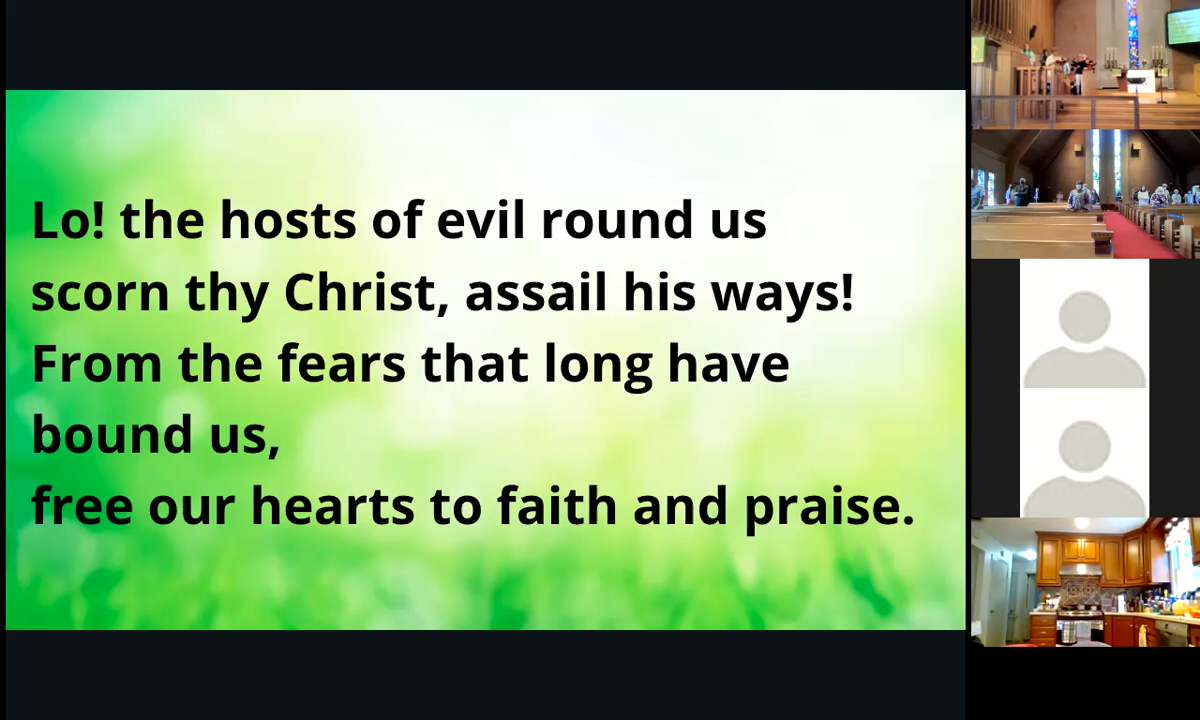 Lo! the hosts of evil round us
scorn thy Christ, assail his ways!
From the fears that long have
bound us,
free our hearts to faith and praise.